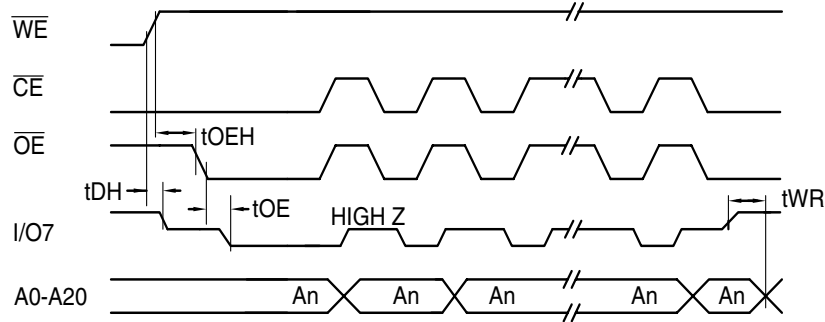 WE
CE
OE
tOEH
tDH
tOE
HIGH Z
tWR
I/O7
A0-A20
An An An An An